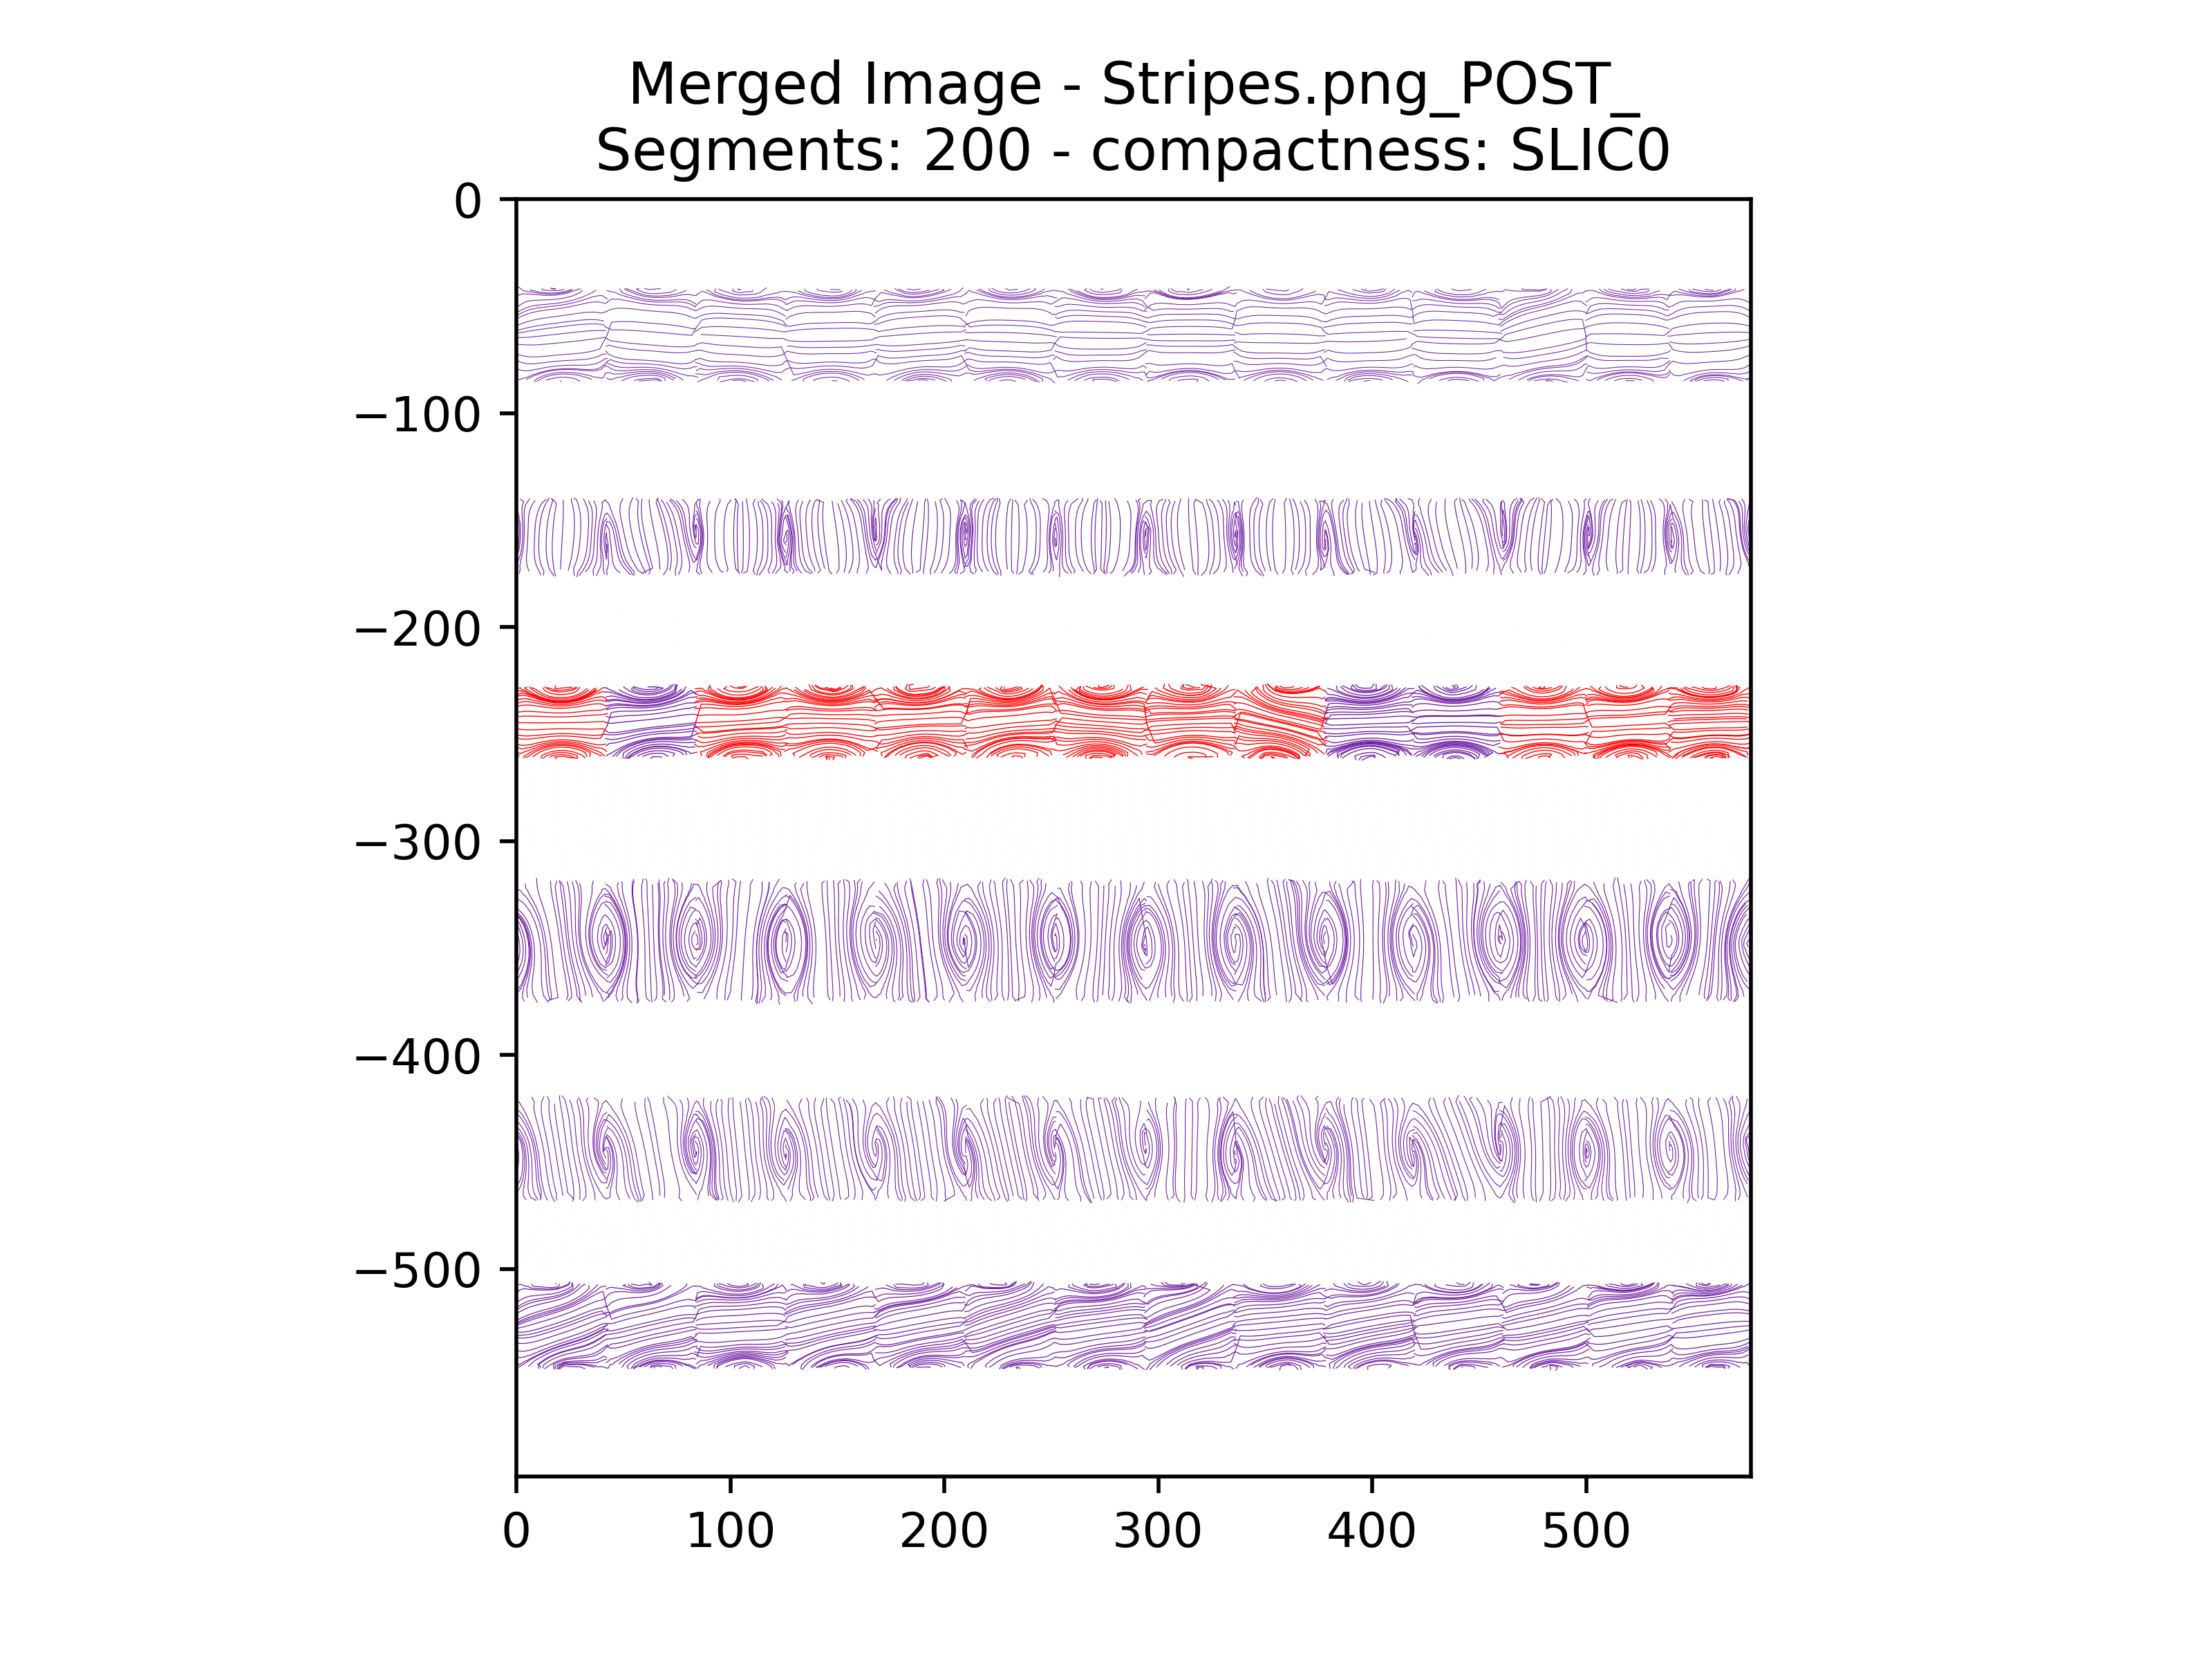 Merged Image - Stripes.png_POST_
Segments: 200 - compactness: SLIC0
0
−100
−200
−300
−400
−500
0 100 200 300 400 500